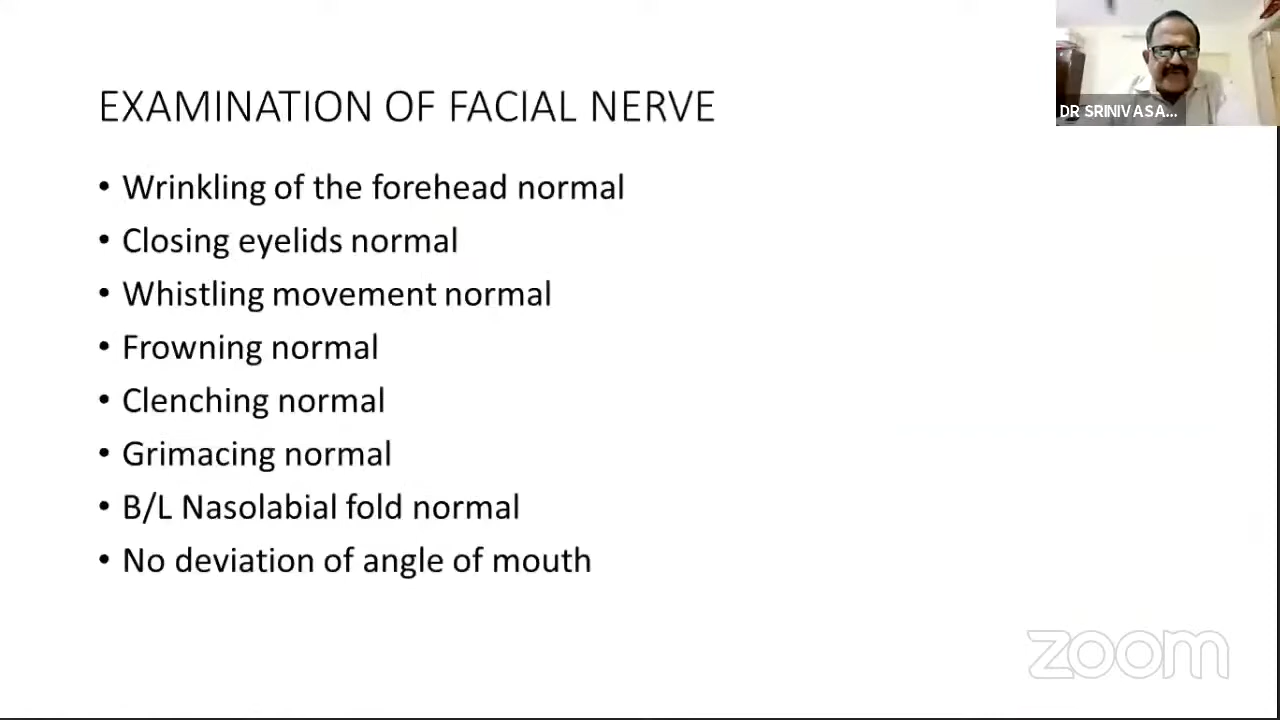 EXAMINATION OF FACIAL NERVE
DR SRINIVASA...
• Wrinkling of the forehead normal
• Closing eyelids normal
• Whistling movement normal
• Frowning normal
• Clenching normal
• Grimacing normal
• B/L Nasolabial fold normal
• No deviation of angle of mouth
zoom